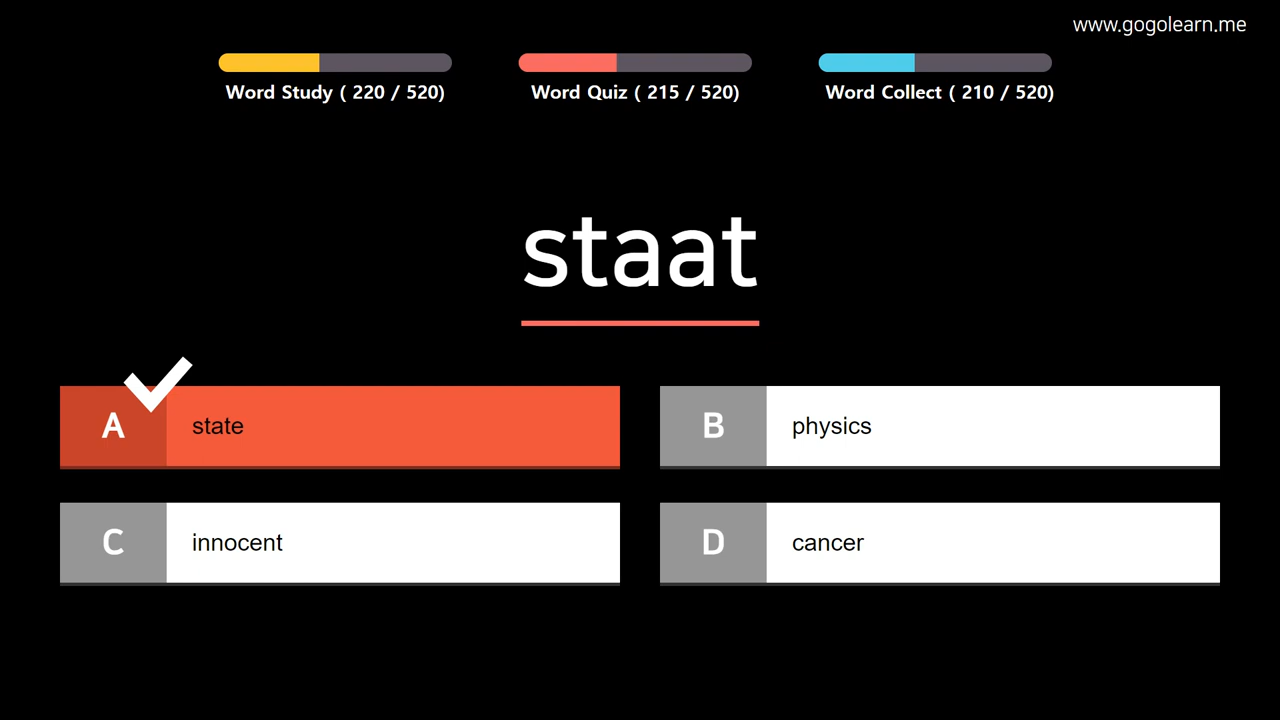 www.gogolearn.me
Word Study ( 220 / 520)
Word Quiz ( 215 / 520)
Word Collect ( 210 / 520)
staat
A state
B physics
C innocent
D cancer